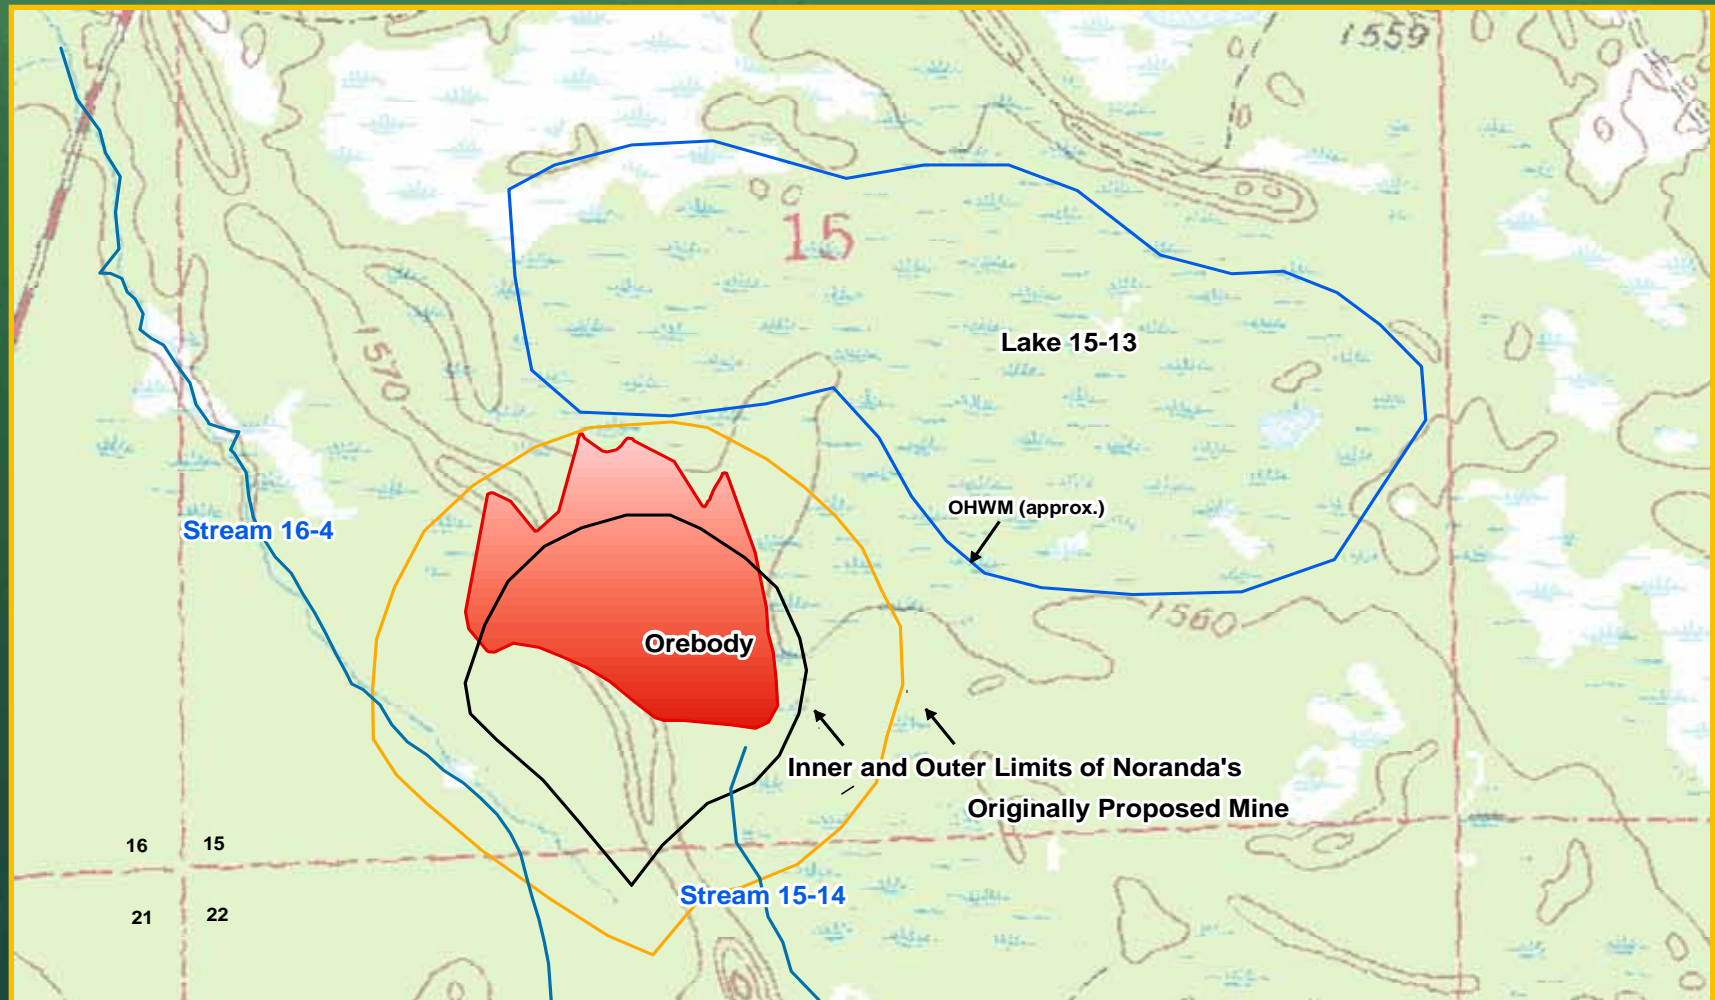 1559
15
Lake 15-13
1570
OHWM (approx.)
Stream 16-4
1560
Orebody
Inner and Outer Limits of Noranda's
Originally Proposed Mine
16
15
Stream 15-14
21
22